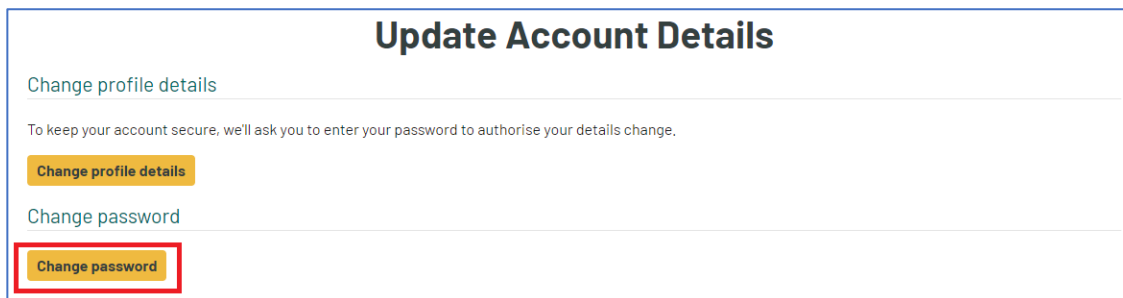 Update Account Details
Change profile details
To keep your account secure, we'll ask you to enter your password to authorise your details change.
Change profile details
Change password
Change password